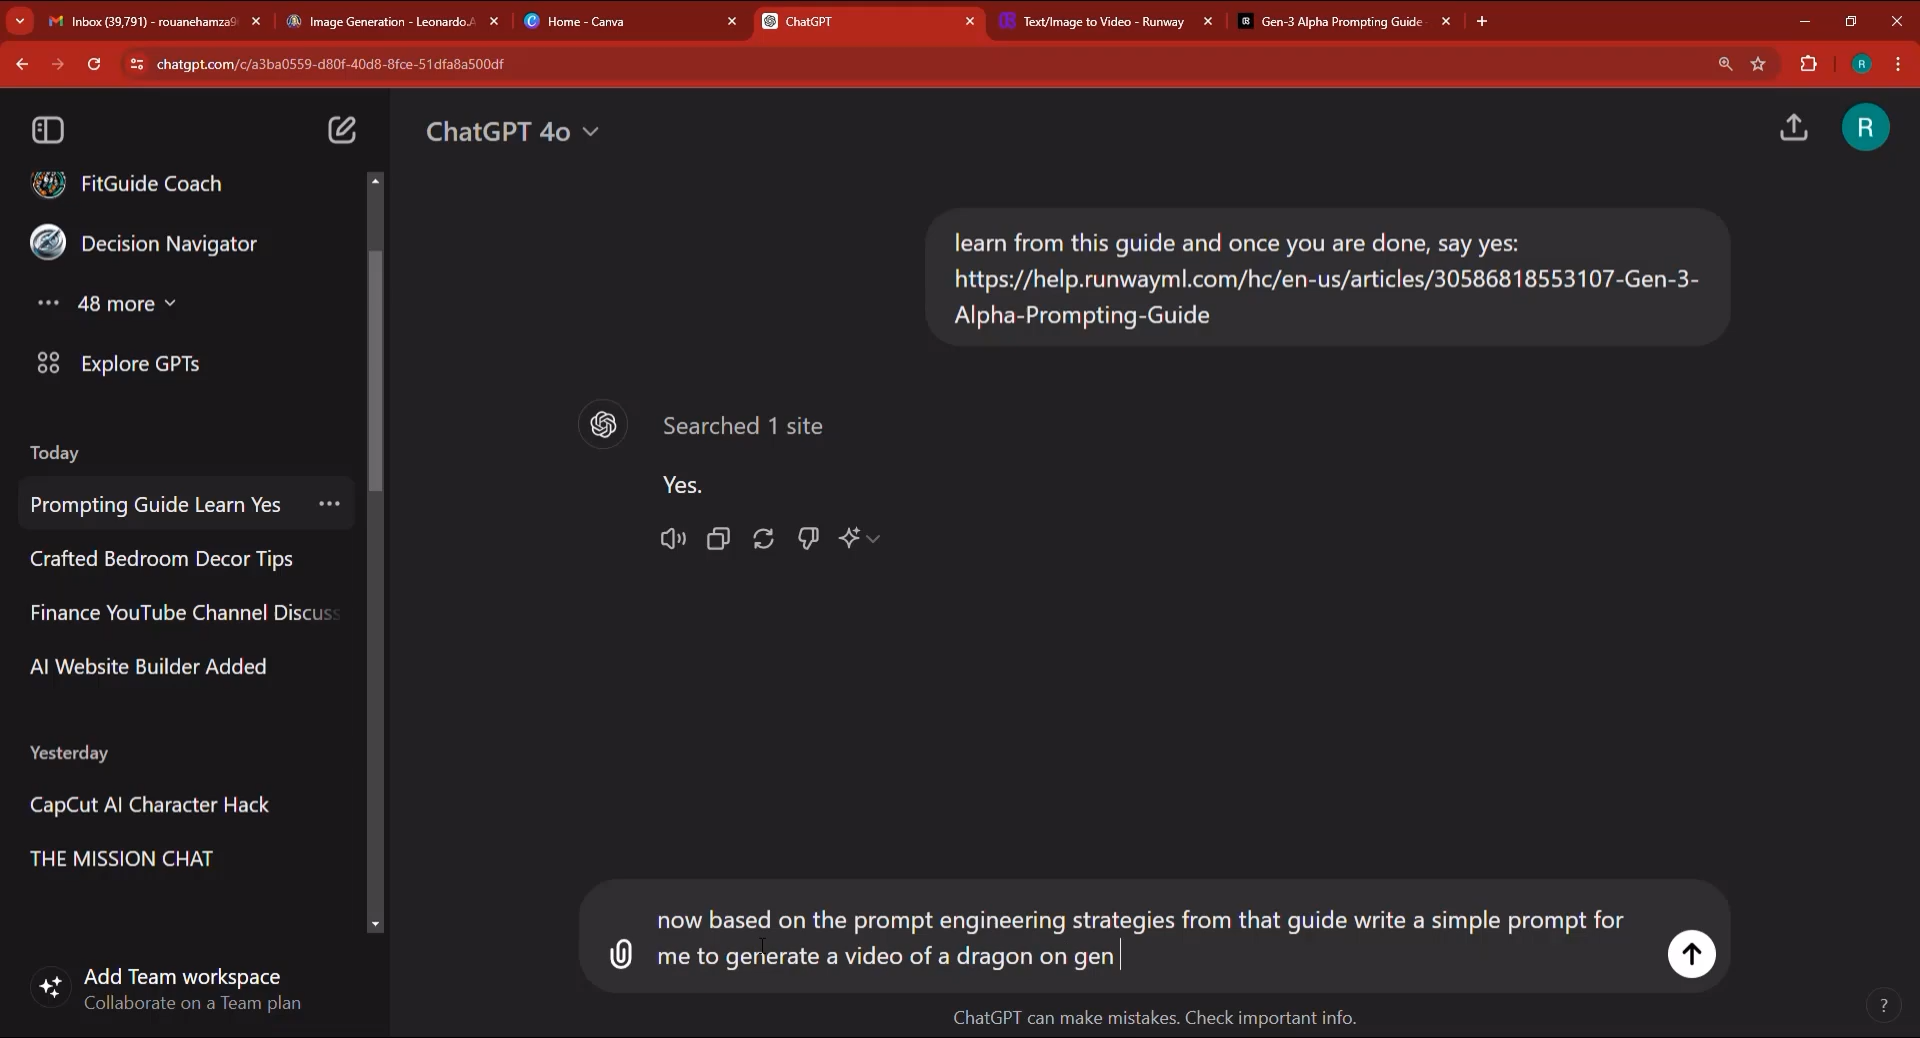 Inbox (39,791) - rouanehamza9
Image Generation - Leonardo.A
Home - Canva
ChatGPT
Text/Image to Video - Runway
Gen-3 Alpha Prompting Guide
chatgpt.com/c/a3ba0559-d80f-40d8-8fce-51dfa8a500df
R
FitGuide Coach
Decision Navigator
48 more
Explore GPTs
Today
Prompting Guide Learn Yes
Crafted Bedroom Decor Tips
Finance YouTube Channel Discuss
AI Website Builder Added
Yesterday
CapCut AI Character Hack
THE MISSION CHAT
Add Team workspace
Collaborate on a Team plan
ChatGPT 4o
R
learn from this guide and once you are done, say yes:
https://help.runwayml.com/hc/en-us/articles/30586818553107-Gen-3-
Alpha-Prompting-Guide
Searched 1 site
Yes.
now based on the prompt engineering strategies from that guide write a simple prompt for
me to generate a video of a dragon on gen
ChatGPT can make mistakes. Check important info.
?